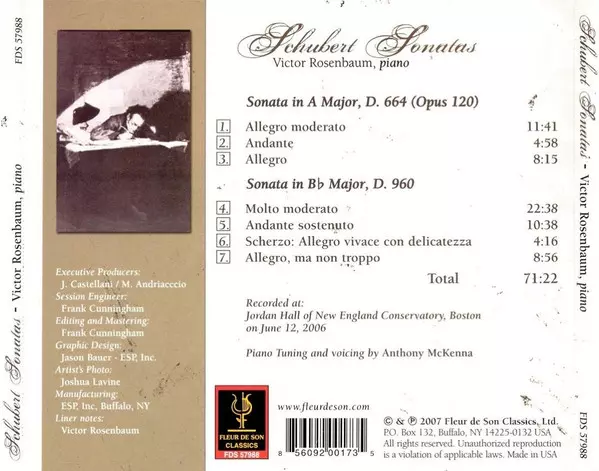 FDS 57988
Schubert Sonatas - Victor Rosenbaum, piano
Executive Producers:
J. Castellani / M. Andriacccio
Session Engineer:
Frank Cunningham
Editing and Mastering:
Frank Cunningham
Graphic Design:
Jason Bauer - ESP, Inc.
Artist's Photo:
Joshua Lavine
Manufacturing:
ESP, Inc, Buffalo, NY
Liner notes:
Victor Rosenbaum
Schubert Sonatas
Victor Rosenbaum, piano
Sonata in A Major, D. 664 (Opus 120)
1. Allegro moderato 11:41
2. Andante 4:58
3. Allegro 8:15
Sonata in B♭ Major, D. 960
4. Molto moderato 22:38
5. Andante sostenuto 10:38
6. Scherzo: Allegro vivace con delicatezza 4:16
7. Allegro, ma non troppo 8:56
Total 71:22
Recorded at:
Jordan Hall of New England Conservatory, Boston
on June 12, 2006
Piano Tuning and voicing by Anthony McKenna
FLEUR DE SON
CLASSICS
FDS 57988
www.fleurdeson.com
8 56092 00173 5
© & ℗ 2007 Fleur de Son Classics, Ltd.
P.O. Box 132, Buffalo, NY 14225-0132 USA
All rights reserved. Unauthorized reproduction
is a violation of applicable laws. Made in USA
Schubert Sonatas - Victor Rosenbaum, piano
FDS 57988